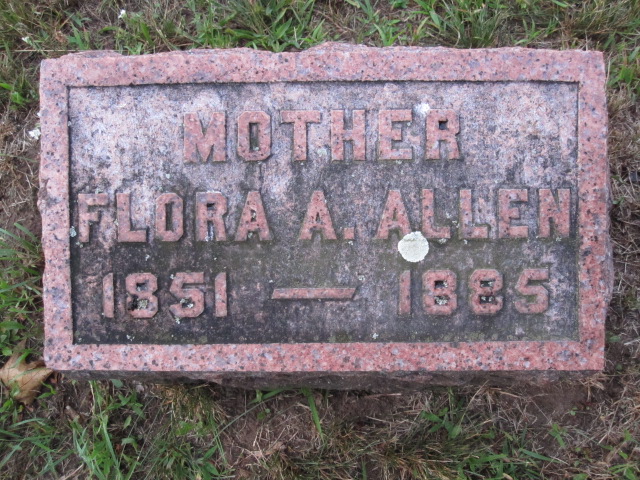 MOTHER
FLORA A. ALLEN
1851 — 1885